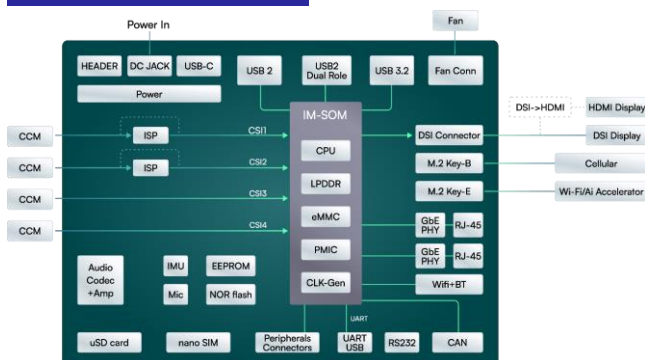 Power In
Fan
HEADER
DC JACK
USB-C
Power
USB 2
USB2
Dual Role
USB 3.2
Fan Conn
IM-SOM
CPU
LPDDR
eMMC
PMIC
CLK-Gen
CCM
ISP
CSI1
CCM
ISP
CSI2
CCM
CSI3
CCM
CSI4
DSI->HDMI
HDMI Display
DSI Connector
DSI Display
M.2 Key-B
Cellular
M.2 Key-E
Wi-Fi/Ai Accelerator
GbE
PHY
RJ-45
GbE
PHY
RJ-45
Wifi+BT
Audio
Codec
+Amp
IMU
EEPROM
Mic
NOR flash
UART
uSD card
nano SIM
Peripherals
Connectors
UART
USB
RS232
CAN